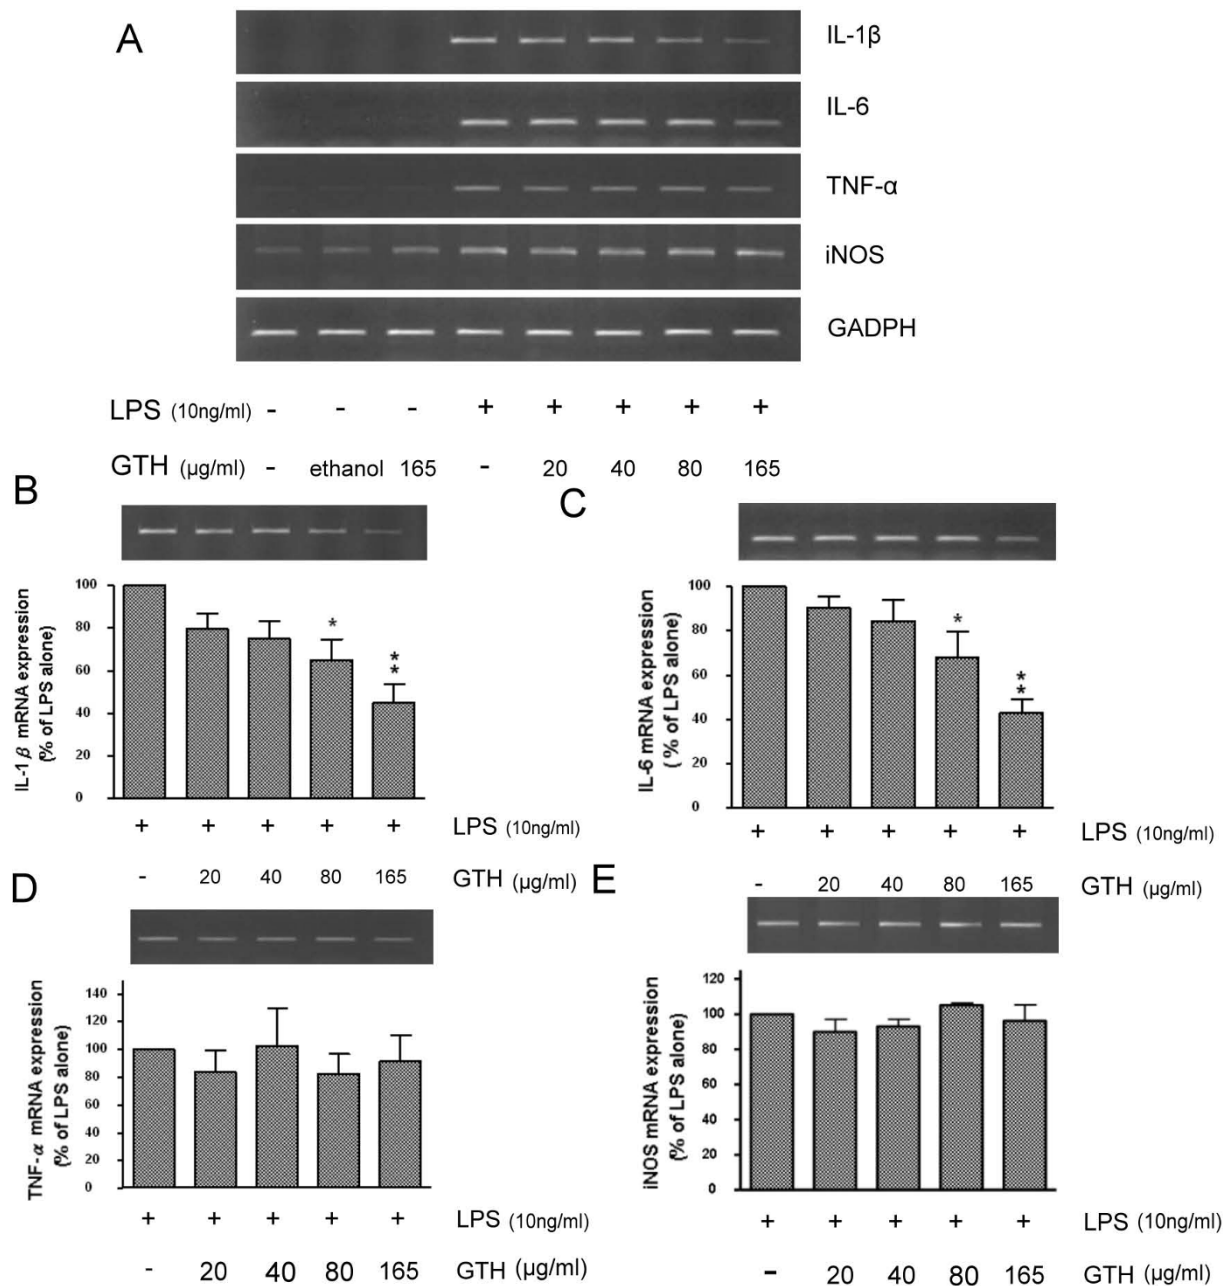 A
IL-1β
IL-6
TNF-α
iNOS
GADPH
LPS (10ng/ml) - - - + + + + +
GTH (µg/ml) - ethanol 165 - 20 40 80 165
B
IL-1β mRNA expression
(% of LPS alone)
100
80
60
40
20
0
*
**
+ + + + + LPS (10ng/ml)
- 20 40 80 165 GTH (µg/ml)
C
IL-6 mRNA expression
( % of LPS alone)
100
80
60
40
20
0
*
**
+ + + + + LPS (10ng/ml)
- 20 40 80 165 GTH (µg/ml)
D
TNF-α mRNA expression
(% of LPS alone)
140
120
100
80
60
40
20
0
+ + + + + LPS (10ng/ml)
- 20 40 80 165 GTH (µg/ml)
E
iNOS mRNA expression
(% of LPS alone)
120
100
80
60
40
20
0
+ + + + + LPS (10ng/ml)
- 20 40 80 165 GTH (µg/ml)